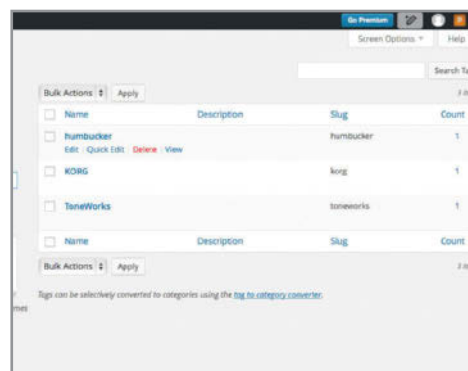 Go Premium
Screen Options Help
Search Ta
Bulk Actions Apply
Name Description Slug Count
humbucker humbucker 1
Edit | Quick Edit | Delete | View
KORG korg 1
ToneWorks toneworks 1
Name Description Slug Count
Bulk Actions Apply
Tags can be selectively converted to categories using the tag to category converter.
mes